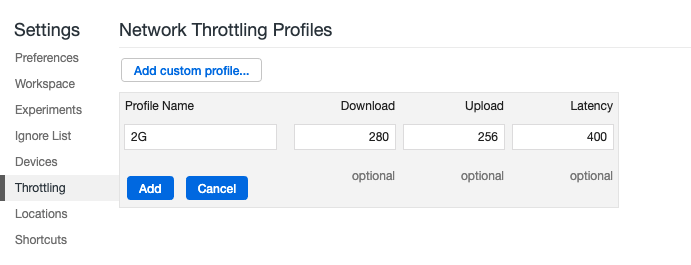 Settings
Preferences
Workspace
Experiments
Ignore List
Devices
Throttling
Locations
Shortcuts
Network Throttling Profiles
Add custom profile...
Profile Name Download Upload Latency
2G 280 256 400
optional optional optional
Add Cancel